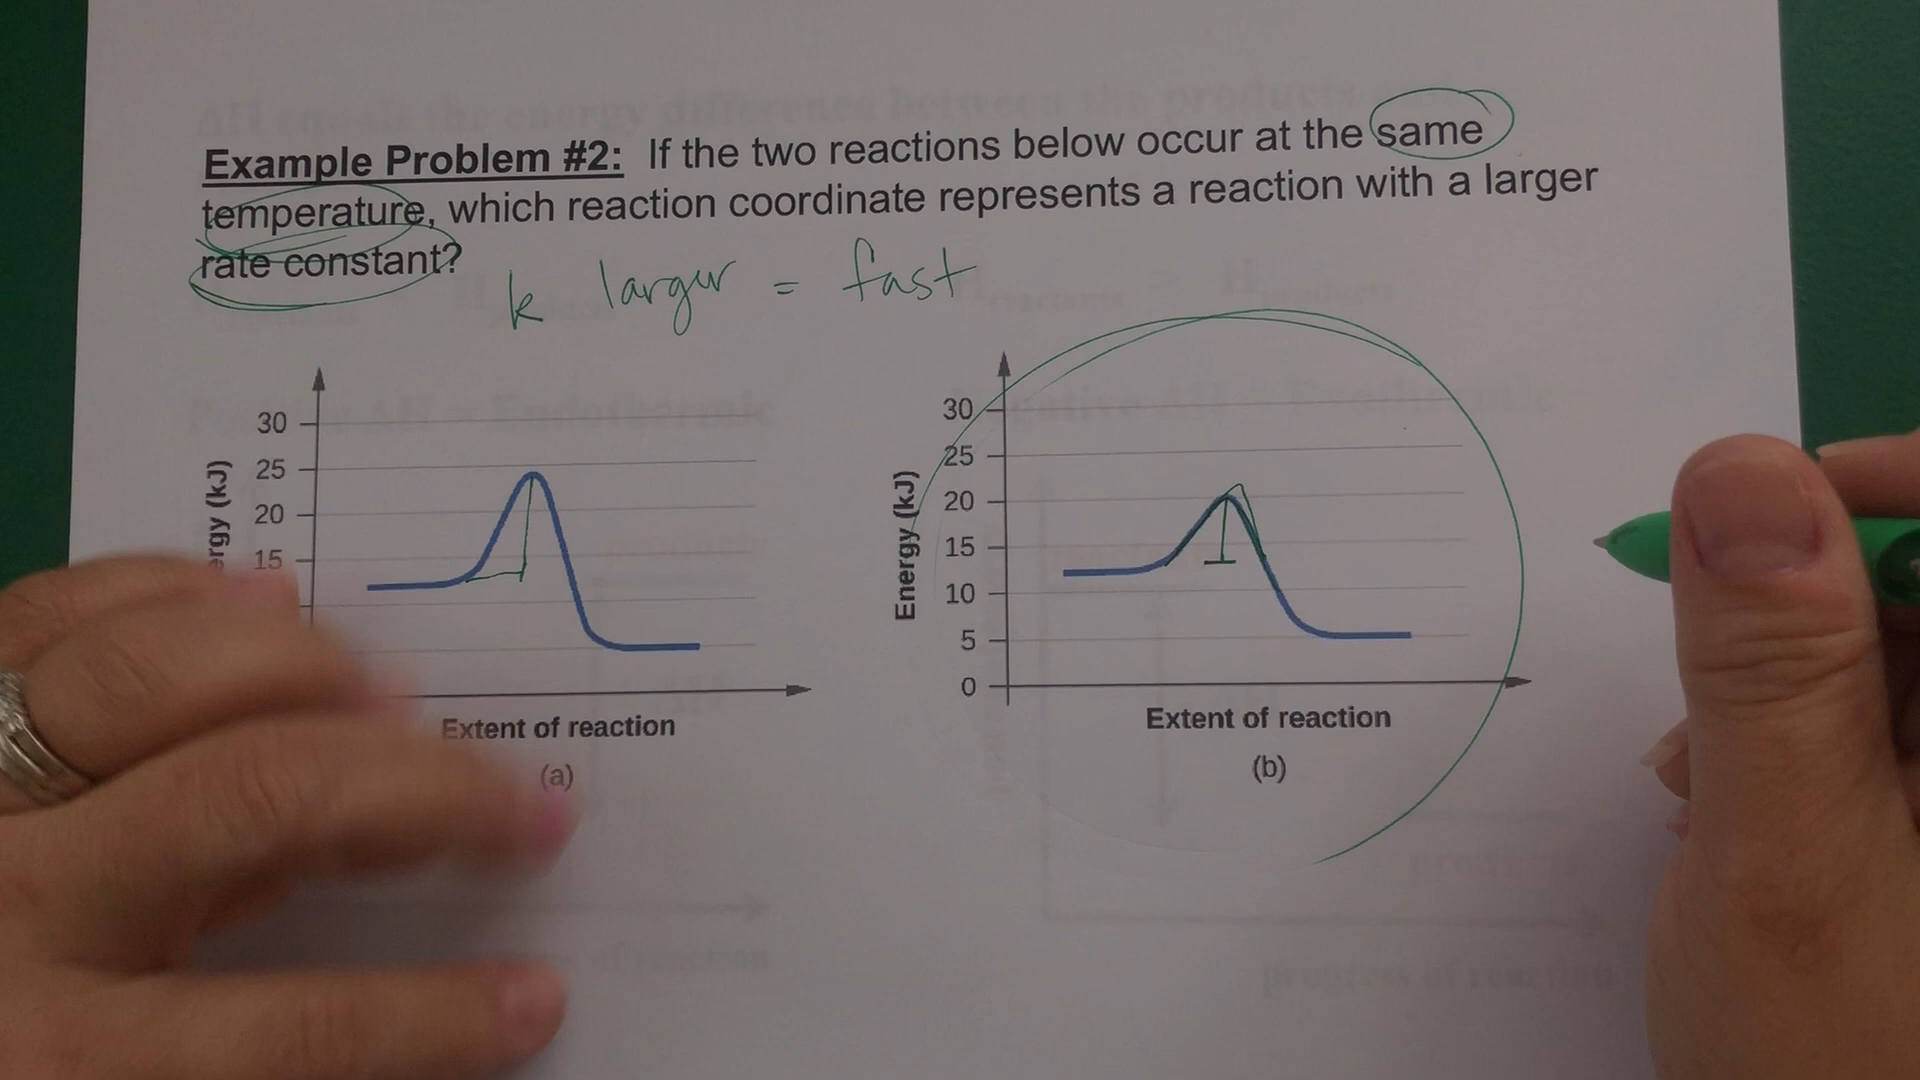 Example Problem #2: If the two reactions below occur at the same
temperature, which reaction coordinate represents a reaction with a larger
rate constant?
k larger = fast
30
25
20
15
ergy (kJ)
Extent of reaction
(a)
30
25
20
15
10
5
0
Energy (kJ)
Extent of reaction
(b)